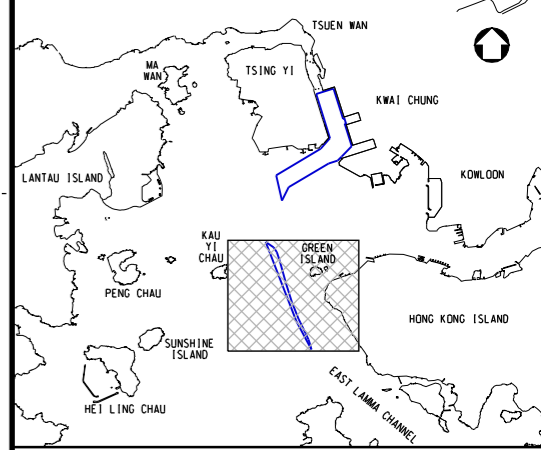 TSUEN WAN
MA
WAN
TSING YI
KWAI CHUNG
LANTAU ISLAND
KOWLOON
KAU
YI
CHAU
GREEN
ISLAND
PENG CHAU
HONG KONG ISLAND
SUNSHINE
ISLAND
EAST LAMMA CHANNEL
HEI LING CHAU